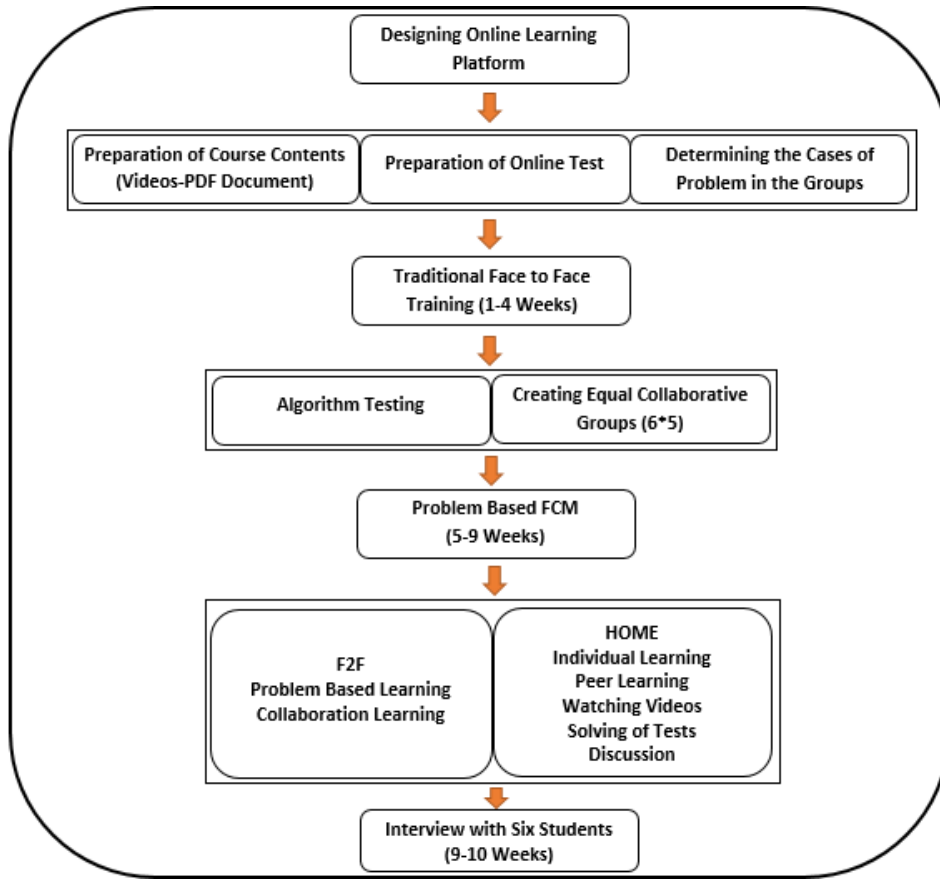 Designing Online Learning
Platform
Preparation of Course Contents
(Videos-PDF Document)
Preparation of Online Test
Determining the Cases of
Problem in the Groups
Traditional Face to Face
Training (1-4 Weeks)
Algorithm Testing
Creating Equal Collaborative
Groups (6*5)
Problem Based FCM
(5-9 Weeks)
F2F
Problem Based Learning
Collaboration Learning
HOME
Individual Learning
Peer Learning
Watching Videos
Solving of Tests
Discussion
Interview with Six Students
(9-10 Weeks)